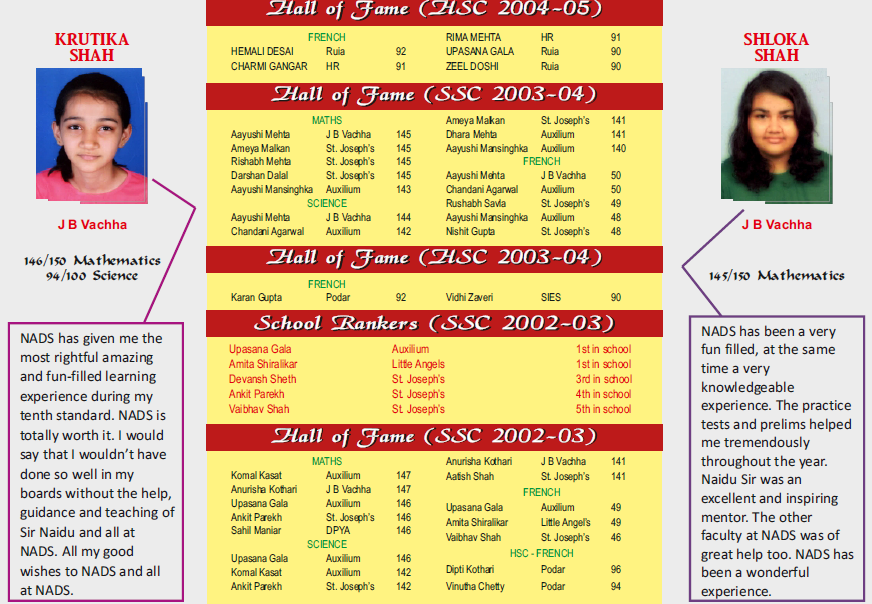 KRUTIKA
SHAH
J B Vachha
146/150 Mathematics
94/100 Science
NADS has given me the
most rightful amazing
and fun-filled learning
experience during my
tenth standard. NADS is
totally worth it. I would
say that I wouldn't have
done so well in my
boards without the help,
guidance and teaching of
Sir Naidu and all at
NADS. All my good
wishes to NADS and all
at NADS.
Hall of Fame (HSC 2004-05)
FRENCH
HEMALI DESAI Ruia 92
CHARMI GANGAR HR 91
RIMA MEHTA HR 91
UPASANA GALA Ruia 90
ZEEL DOSHI Ruia 90
Hall of Fame (SSC 2003-04)
MATHS
Aayushi Mehta J B Vachha 145
Ameya Malkan St. Joseph's 145
Rishabh Mehta St. Joseph's 145
Darshan Dalal St. Joseph's 145
Aayushi Mansinghka Auxilium 143
SCIENCE
Aayushi Mehta J B Vachha 144
Chandani Agarwal Auxilium 142
Ameya Malkan St. Joseph's 141
Dhara Mehta Auxilium 141
Aayushi Mansinghka Auxilium 140
FRENCH
Aayushi Mehta J B Vachha 50
Chandani Agarwal Auxilium 50
Rushabh Savla St. Joseph's 49
Aayushi Mansinghka Auxilium 48
Nishit Gupta St. Joseph's 48
Hall of Fame (HSC 2003-04)
FRENCH
Karan Gupta Podar 92
Vidhi Zaveri SIES 90
School Rankers (SSC 2002-03)
Upasana Gala Auxilium 1st in school
Amita Shiralikar Little Angels 1st in school
Devansh Sheth St. Joseph's 3rd in school
Ankit Parekh St. Joseph's 4th in school
Vaibhav Shah St. Joseph's 5th in school
Hall of Fame (SSC 2002-03)
MATHS
Komal Kasat Auxilium 147
Anurisha Kothari J B Vachha 147
Upasana Gala Auxilium 146
Ankit Parekh St. Joseph's 146
Sahil Maniar DPYA 146
SCIENCE
Upasana Gala Auxilium 146
Komal Kasat Auxilium 142
Ankit Parekh St. Joseph's 142
Anurisha Kothari J B Vachha 141
Aatish Shah St. Joseph's 141
FRENCH
Upasana Gala Auxilium 49
Amita Shiralikar Little Angel's 49
Vaibhav Shah St. Joseph's 46
HSC - FRENCH
Dipti Kothari Podar 96
Vinutha Chetty Podar 94
SHLOKA
SHAH
J B Vachha
145/150 Mathematics
NADS has been a very
fun filled, at the same
time a very
knowledgeable
experience. The practice
tests and prelims helped
me tremendously
throughout the year.
Naidu Sir was an
excellent and inspiring
mentor. The other
faculty at NADS was of
great help too. NADS has
been a wonderful
experience.